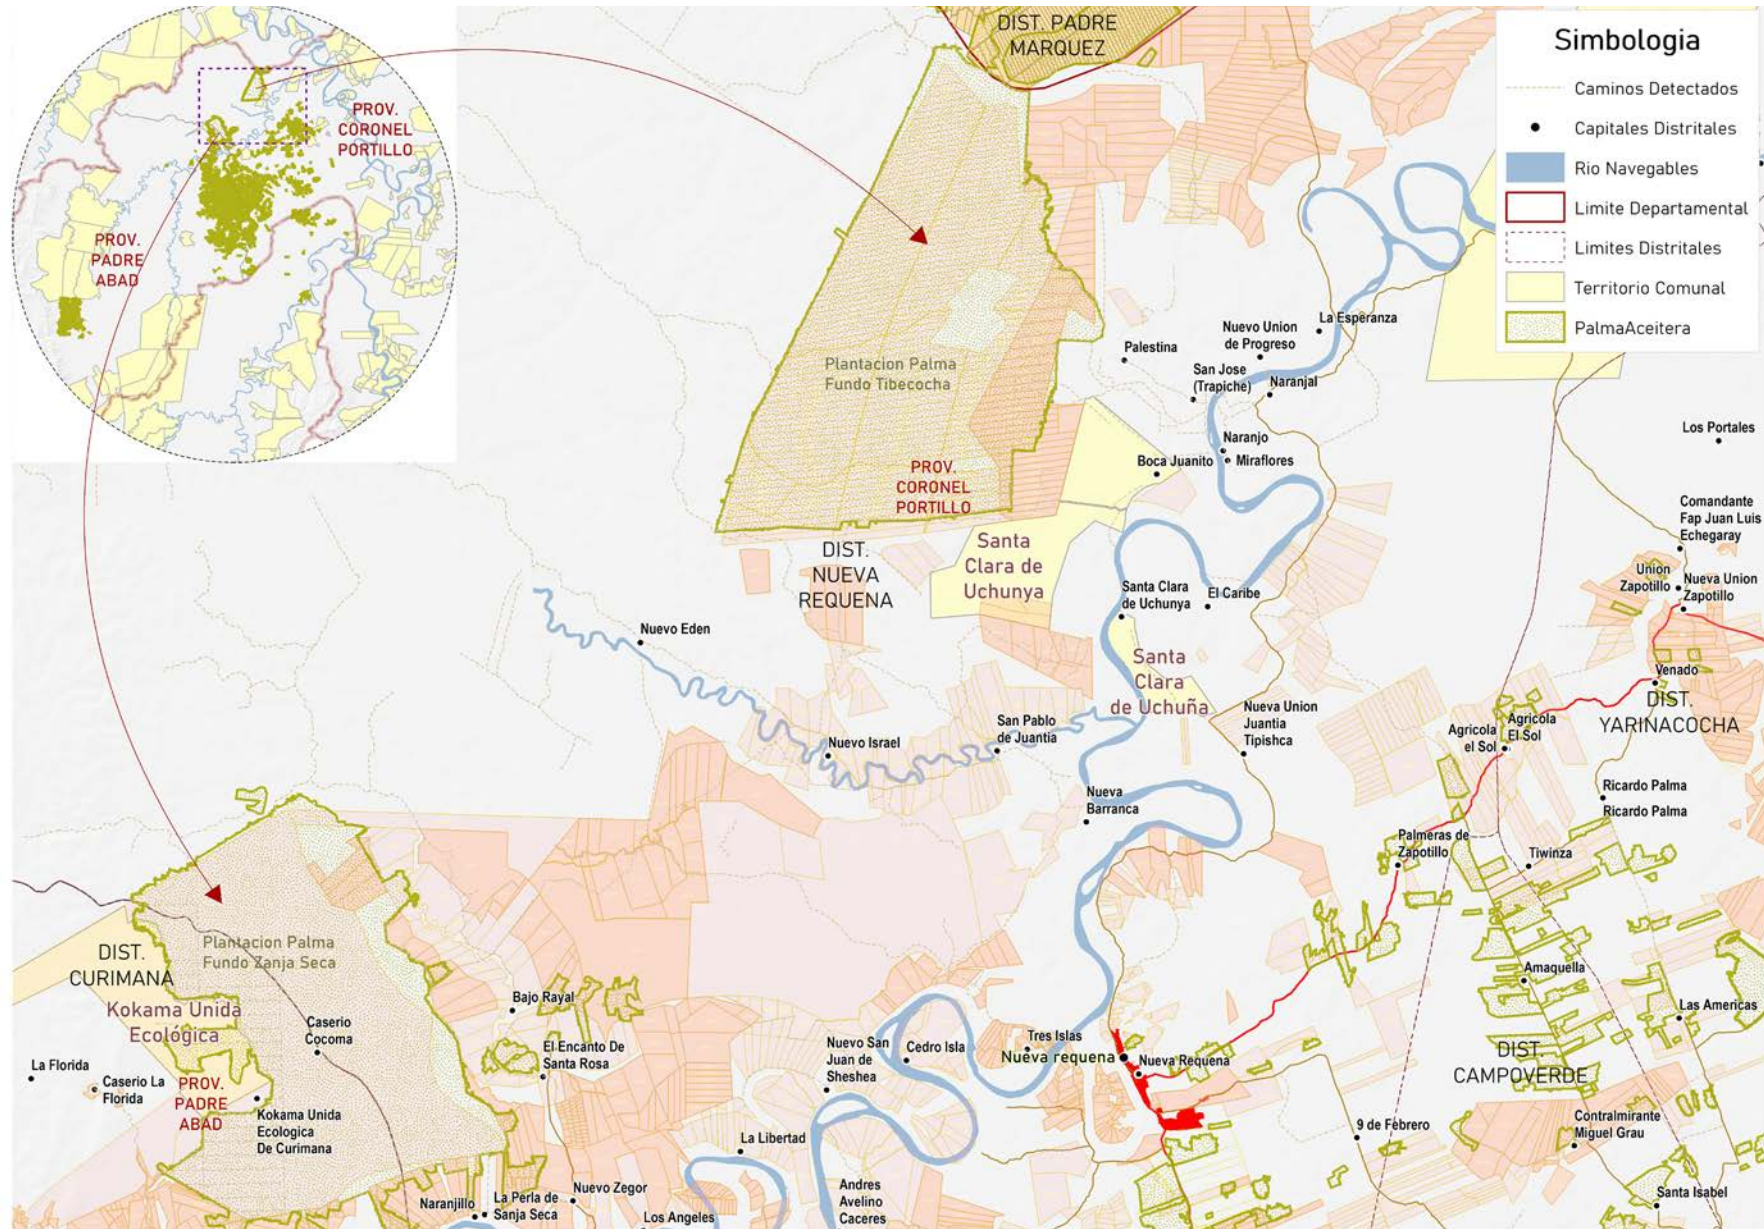 DIST. PADRE
MARQUEZ
Simbologia
Caminos Detectados
Capitales Distritales
Rio Navegables
Limite Departamental
Limites Distritales
Territorio Comunal
PalmaAceitera
PROV.
CORONEL
PORTILLO
PROV.
PADRE
ABAD
Plantacion Palma
Fundo Tibecocha
PROV.
CORONEL
PORTILLO
La Esperanza
Nuevo Union
de Progreso
Palestina
San Jose
(Trapiche)
Naranjal
Naranjo
Miraflores
Boca Juanito
Los Portales
Comandante
Fap Juan Luis
Echegaray
Union
Zapotillo
Nueva Union
Zapotillo
Venado
DIST.
YARINACOCHA
DIST.
NUEVA
REQUENA
Santa
Clara de
Uchunya
Santa Clara
de Uchunya
El Caribe
Santa
Clara
de Uchuña
Nuevo Eden
Nuevo Israel
San Pablo
de Juantia
Nueva Union
Juantia
Tipishca
Agricola
el Sol
Agricola
El Sol
Nueva
Barranca
Ricardo Palma
Ricardo Palma
Palmeras de
Zapotillo
Tiwinza
Plantacion Palma
Fundo Zanja Seca
DIST.
CURIMANA
Kokama Unida
Ecológica
Caserio
Cocoma
La Florida
Caserio La
Florida
PROV.
PADRE
ABAD
Kokama Unida
Ecologica
De Curimana
Bajo Rayal
El Encanto De
Santa Rosa
Nuevo San
Juan de
Sheshea
Cedro Isla
Tres Islas
Nueva requena
Nueva Requena
Amaquella
Las Americas
DIST.
CAMPOVERDE
9 de Febrero
Contralmirante
Miguel Grau
Santa Isabel
La Libertad
Andres
Avelino
Caceres
Naranjillo
La Perla de
Sanja Seca
Nuevo Zegor
Los Angeles